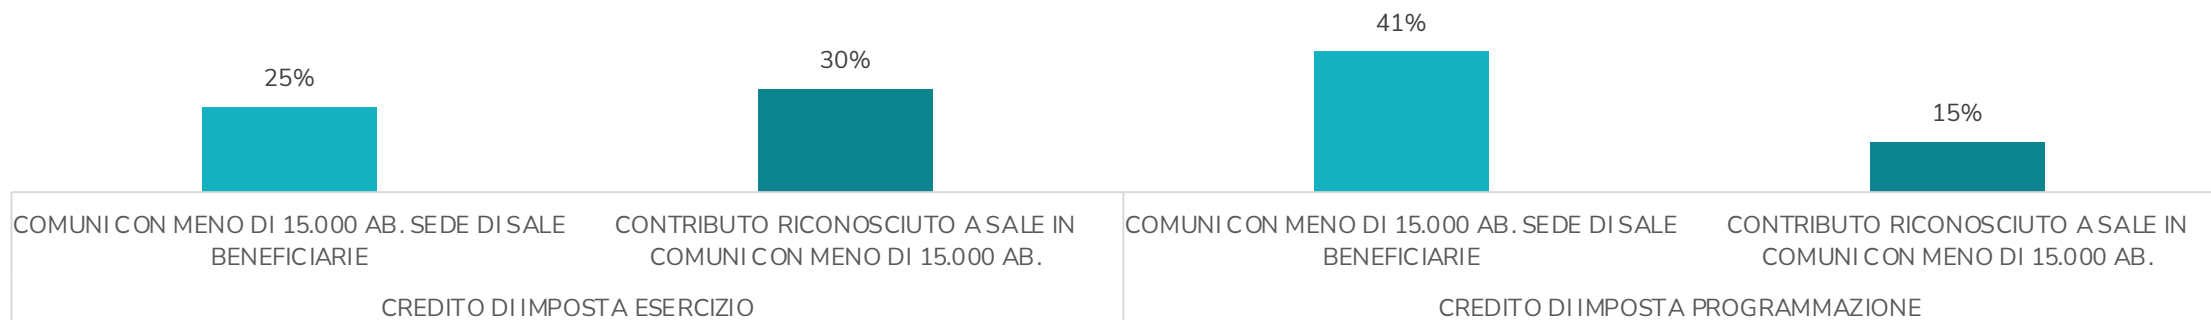 41%
30%
25%
15%
COMUNI CON MENO DI 15.000 AB. SEDE DI SALE
BENEFICIARIE
CONTRIBUTO RICONOSCIUTO A SALE IN
COMUNI CON MENO DI 15.000 AB.
COMUNI CON MENO DI 15.000 AB. SEDE DI SALE
BENEFICIARIE
CONTRIBUTO RICONOSCIUTO A SALE IN
COMUNI CON MENO DI 15.000 AB.
CREDITO DI IMPOSTA ESERCIZIO
CREDITO DI IMPOSTA PROGRAMMAZIONE